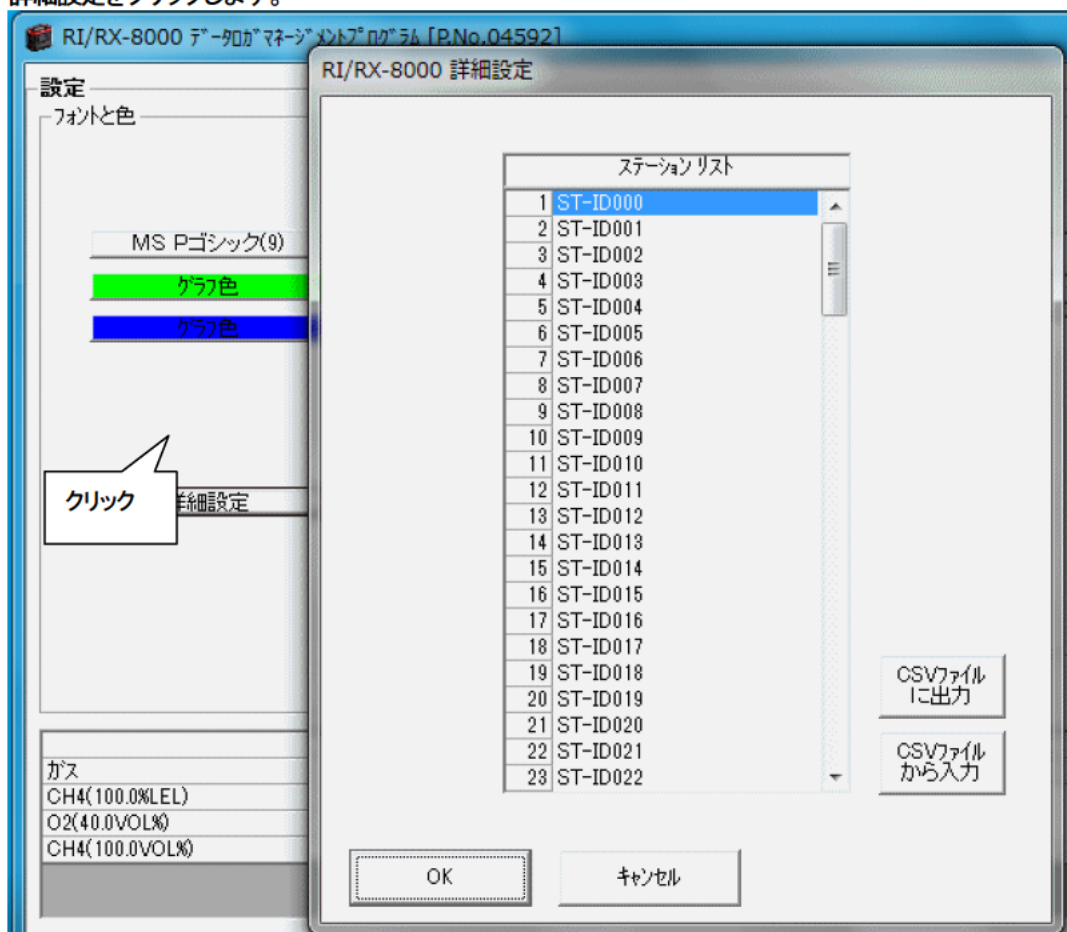 詳細設定をクリックします。
RI/RX-8000 ﾃﾞｰﾀﾛｶﾞﾏﾈｰｼﾞﾒﾝﾄﾌﾟﾛｸﾞﾗﾑ [P.No.04592]
設定
フォントと色
MS Pゴシック(9)
グラフ色
グラフ色
クリック
詳細設定
ガス
CH4(100.0%LEL)
O2(40.0VOL%)
CH4(100.0VOL%)
RI/RX-8000 詳細設定
ステーション リスト
1 ST-ID000
2 ST-ID001
3 ST-ID002
4 ST-ID003
5 ST-ID004
6 ST-ID005
7 ST-ID006
8 ST-ID007
9 ST-ID008
10 ST-ID009
11 ST-ID010
12 ST-ID011
13 ST-ID012
14 ST-ID013
15 ST-ID014
16 ST-ID015
17 ST-ID016
18 ST-ID017
19 ST-ID018
20 ST-ID019
21 ST-ID020
22 ST-ID021
23 ST-ID022
CSVファイル
に出力
CSVファイル
から入力
OK
キャンセル